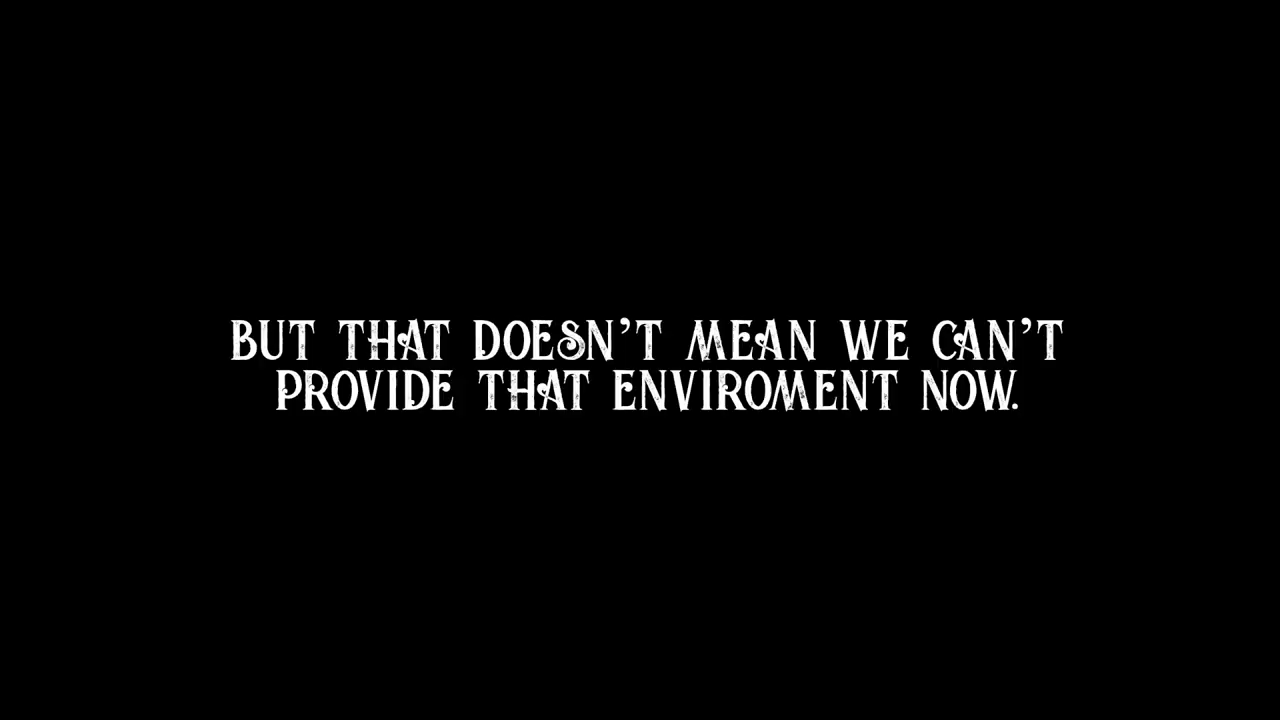 BUT THAT DOESN’T MEAN WE CAN’T
PROVIDE THAT ENVIROMENT NOW.